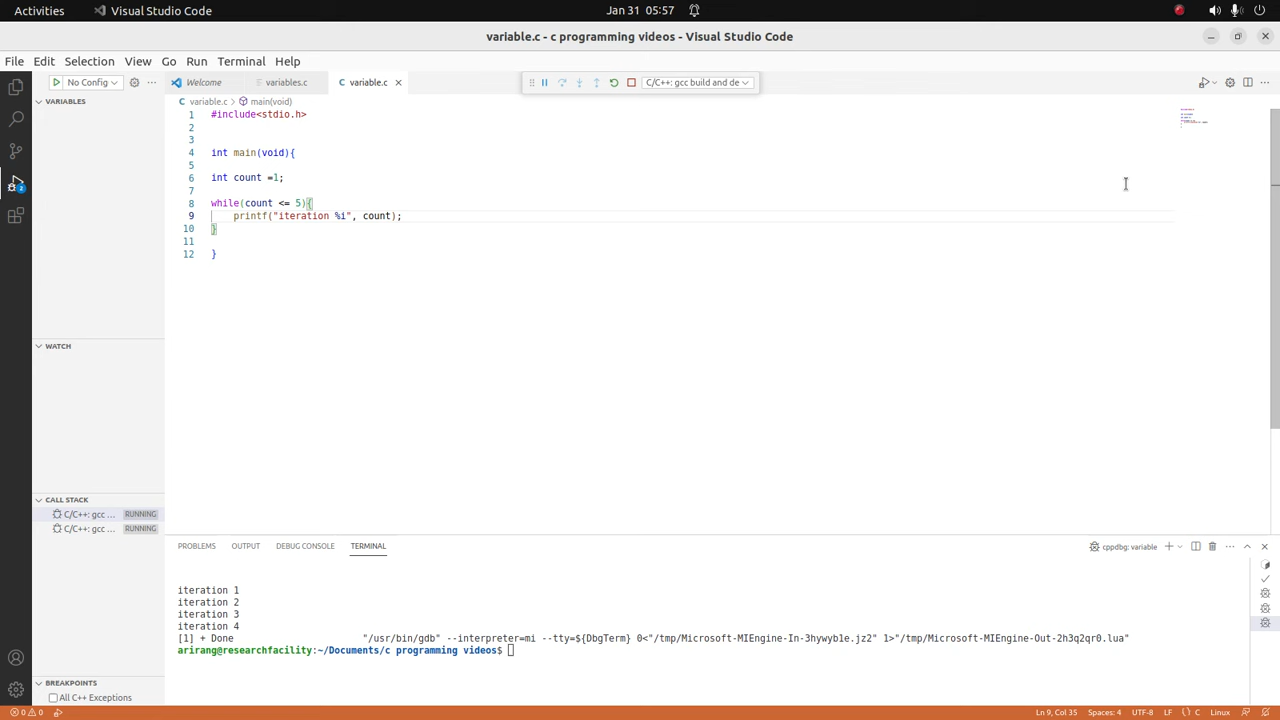 Activities
Visual Studio Code
Jan 31 05:57
variable.c - c programming videos - Visual Studio Code
File Edit Selection View Go Run Terminal Help
No Config
Welcome
variables.c
variable.c
C/C++: gcc build and de
VARIABLES
variable.c > main(void)
1 #include<stdio.h>
2
3
4 int main(void){
5
6 int count =1;
7
8 while(count <= 5){
9 printf("iteration %i", count);
10 }
11
12 }
WATCH
CALL STACK
C/C++: gcc ... RUNNING
C/C++: gcc ... RUNNING
BREAKPOINTS
All C++ Exceptions
PROBLEMS OUTPUT DEBUG CONSOLE TERMINAL
cppdbg: variable
iteration 1
iteration 2
iteration 3
iteration 4
[1] + Done "/usr/bin/gdb" --interpreter=mi --tty=${DbgTerm} 0<"/tmp/Microsoft-MIEngine-In-3hywyb1e.jz2" 1>"/tmp/Microsoft-MIEngine-Out-2h3q2qr0.lua"
arirang@researchfacility:~/Documents/c programming videos$
2
0 0
Ln 9, Col 35 Spaces: 4 UTF-8 LF {} C Linux